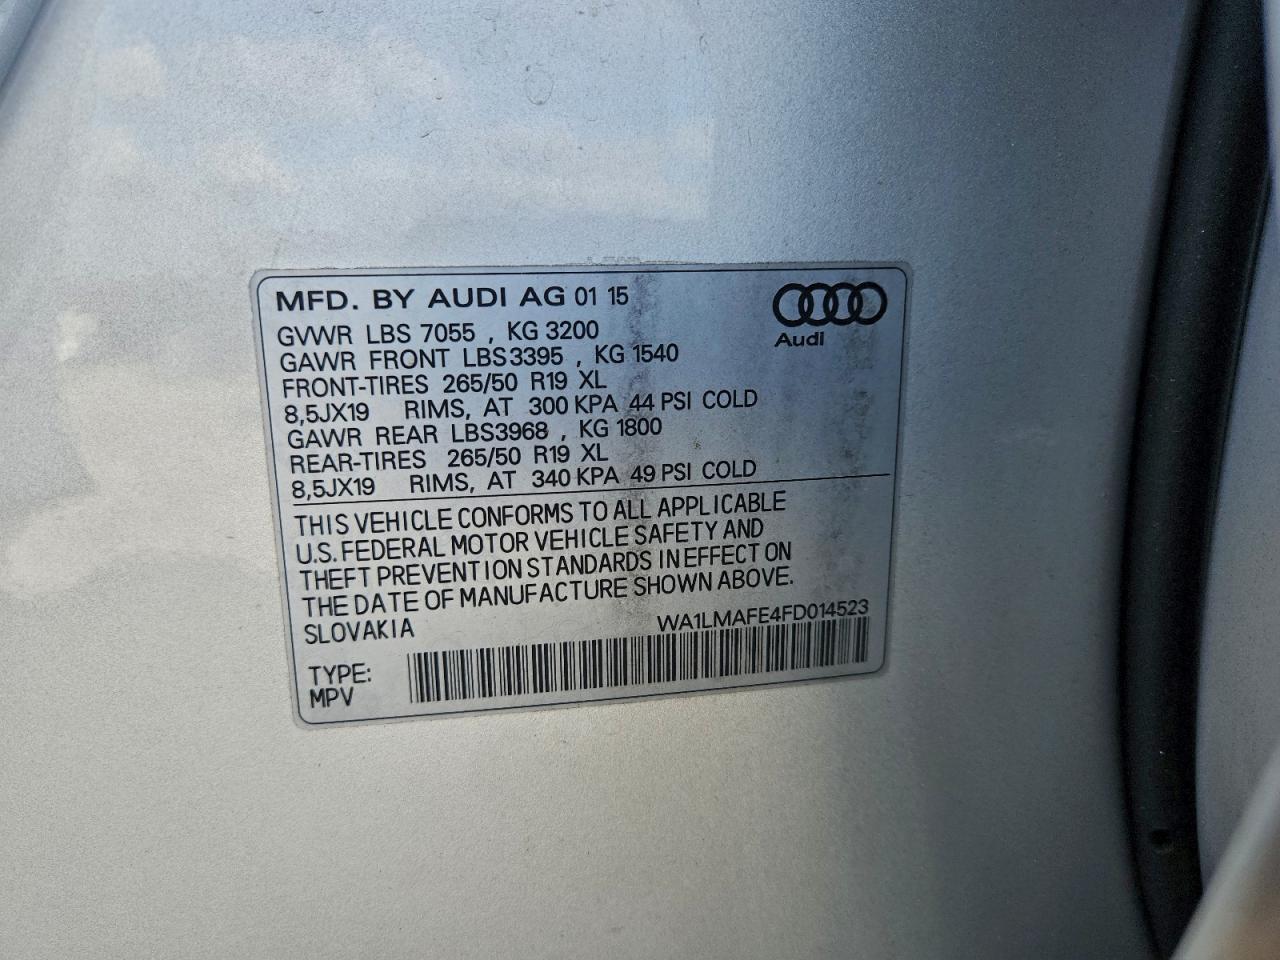 MFD. BY AUDI AG 01 15
Audi
GVWR LBS 7055 , KG 3200
GAWR FRONT LBS3395 , KG 1540
FRONT-TIRES 265/50 R19 XL
8,5JX19 RIMS, AT 300 KPA 44 PSI COLD
GAWR REAR LBS3968 , KG 1800
REAR-TIRES 265/50 R19 XL
8,5JX19 RIMS, AT 340 KPA 49 PSI COLD
THIS VEHICLE CONFORMS TO ALL APPLICABLE
U.S. FEDERAL MOTOR VEHICLE SAFETY AND
THEFT PREVENTION STANDARDS IN EFFECT ON
THE DATE OF MANUFACTURE SHOWN ABOVE.
SLOVAKIA WA1LMAFE4FD014523
TYPE:
MPV